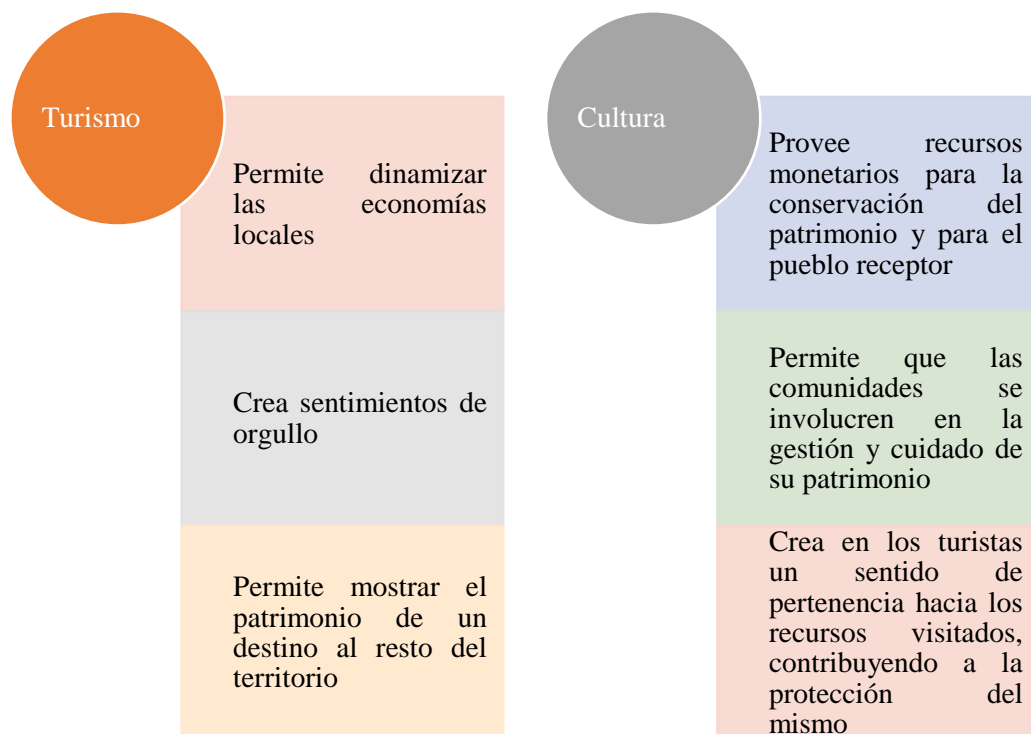 Turismo
Permite dinamizar
las economías
locales
Crea sentimientos de
orgullo
Permite mostrar el
patrimonio de un
destino al resto del
territorio
Cultura
Provee recursos
monetarios para la
conservación del
patrimonio y para el
pueblo receptor
Permite que las
comunidades se
involucren en la
gestión y cuidado de
su patrimonio
Crea en los turistas
un sentido de
pertenencia hacia los
recursos visitados,
contribuyendo a la
protección del
mismo